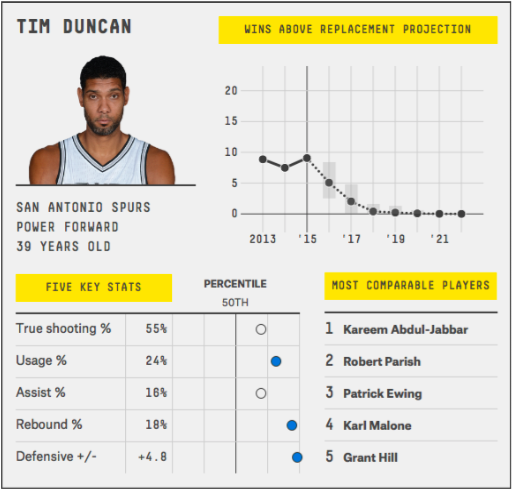 TIM DUNCAN
WINS ABOVE REPLACEMENT PROJECTION
20
15
10
5
0
2013 '15 '17 '19 '21
SAN ANTONIO SPURS
POWER FORWARD
39 YEARS OLD
FIVE KEY STATS
PERCENTILE
50TH
True shooting % 55%
Usage % 24%
Assist % 16%
Rebound % 18%
Defensive +/- +4.8
MOST COMPARABLE PLAYERS
1 Kareem Abdul-Jabbar
2 Robert Parish
3 Patrick Ewing
4 Karl Malone
5 Grant Hill